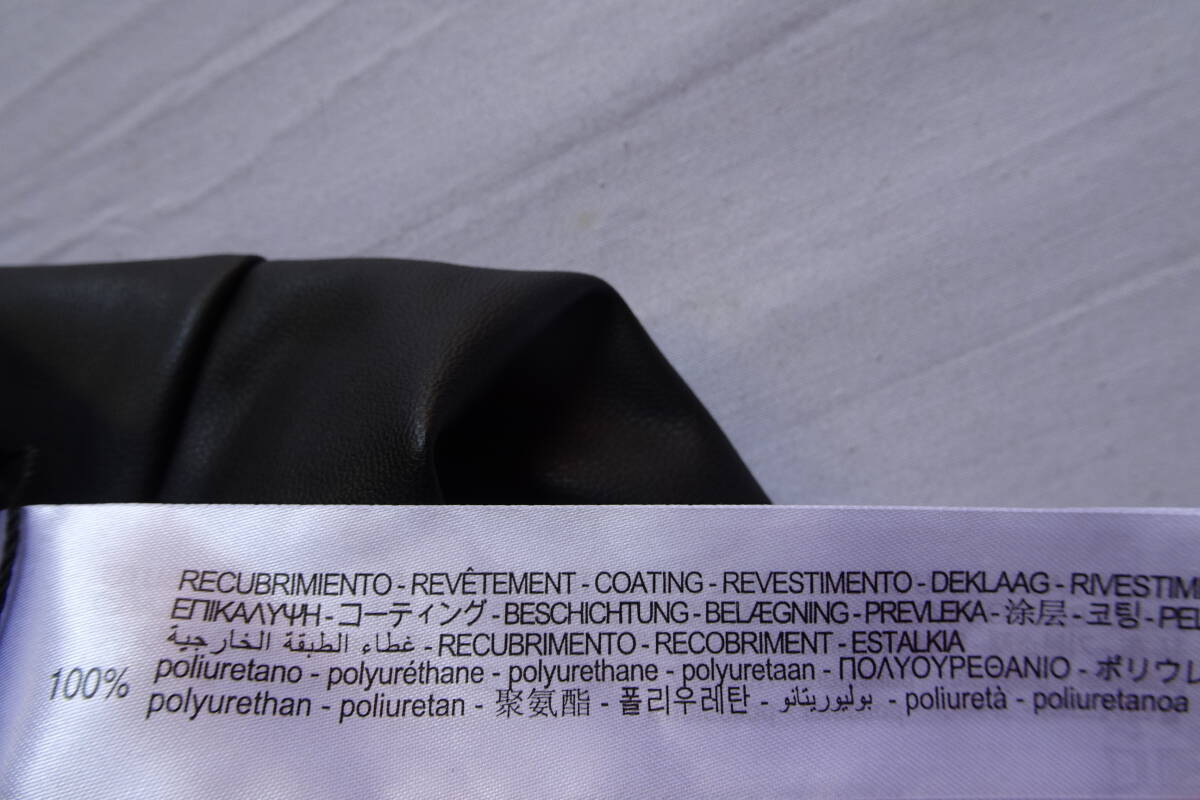 RECUBRIMIENTO - REVÊTEMENT - COATING - REVESTIMENTO - DEKLAAG - RIVESTIM
ΕΠΙΚΑΛΥΨΗ - コーティング - BESCHICHTUNG - BELÆGNING - PREVLEKA - 涂层 - 코팅 - PEL
غطاء الطبقة الخارجية - RECUBRIMENTO - RECOBRIMENT - ESTALKIA
poliuretano - polyuréthane - polyurethane - polyuretaan - ΠΟΛΥΟΥΡΕΘΑΝΙΟ - ポリウレ
100% polyurethan - poliuretan - 聚氨酯 - 폴리우레탄 - بوليوريتانو - poliuretà - poliuretanoa